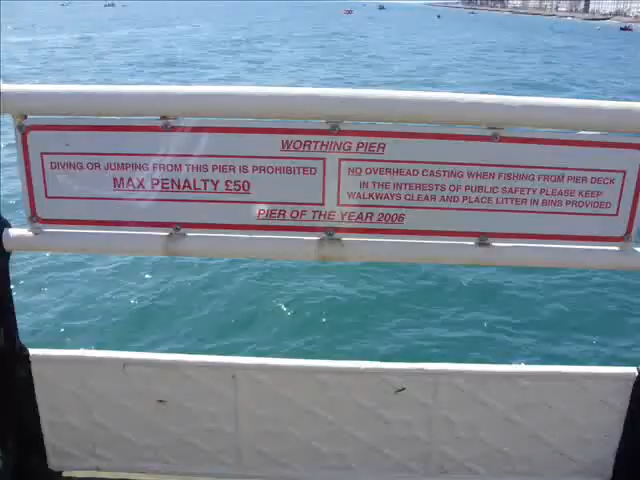 WORTHING PIER
DIVING OR JUMPING FROM THIS PIER IS PROHIBITED
MAX PENALTY £50
NO OVERHEAD CASTING WHEN FISHING FROM PIER DECK
IN THE INTERESTS OF PUBLIC SAFETY PLEASE KEEP
WALKWAYS CLEAR AND PLACE LITTER IN BINS PROVIDED
PIER OF THE YEAR 2006